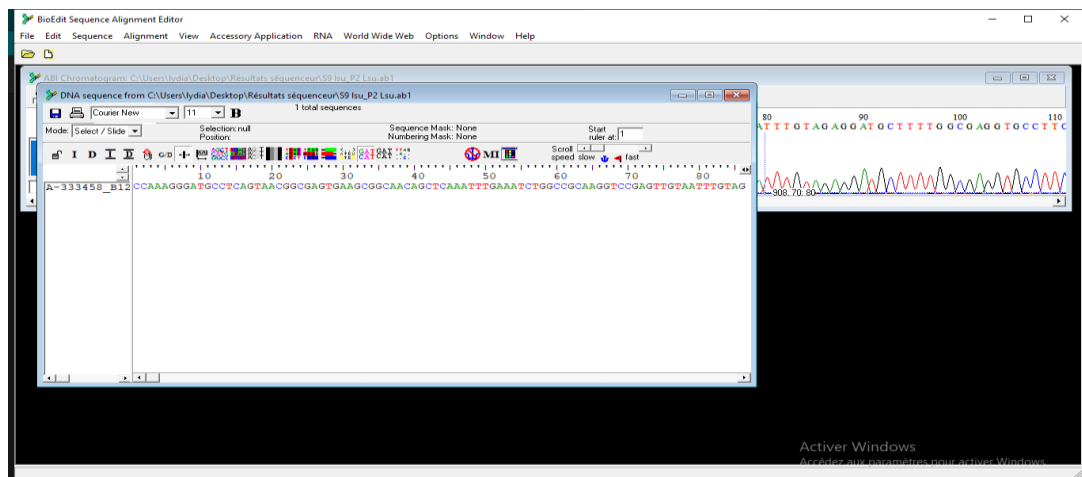 BioEdit Sequence Alignment Editor
File Edit Sequence Alignment View Accessory Application RNA World Wide Web Options Window Help
ABI Chromatogram: C:\Users\lydia\Desktop\Résultats séquenceur\S9 lsu_P2 Lsu.ab1
DNA sequence from C:\Users\lydia\Desktop\Résultats séquenceur\S9 lsu_P2 Lsu.ab1
Courier New 11 B 1 total sequences
Mode: Select / Slide Selection: null Sequence Mask: None Start
Position: Numbering Mask: None ruler at: 1
I D I I G/D MI Scroll speed slow fast
10 20 30 40 50 60 70 80
A-333458_B12 CCAAAGGGATGCCTCAGTAACGGCGAGTGAAGCGGCAACAGCTCAAATTTGAAATCTGGCCGCAAGGTCCGAGTTGTAATTTGTAG
80 90 100 110
ATTTGTAGAGGATGCTTTTGGCGAGGTGCCTTC
908. 70. 80
Activer Windows
Accédez aux paramètres pour activer Windows.